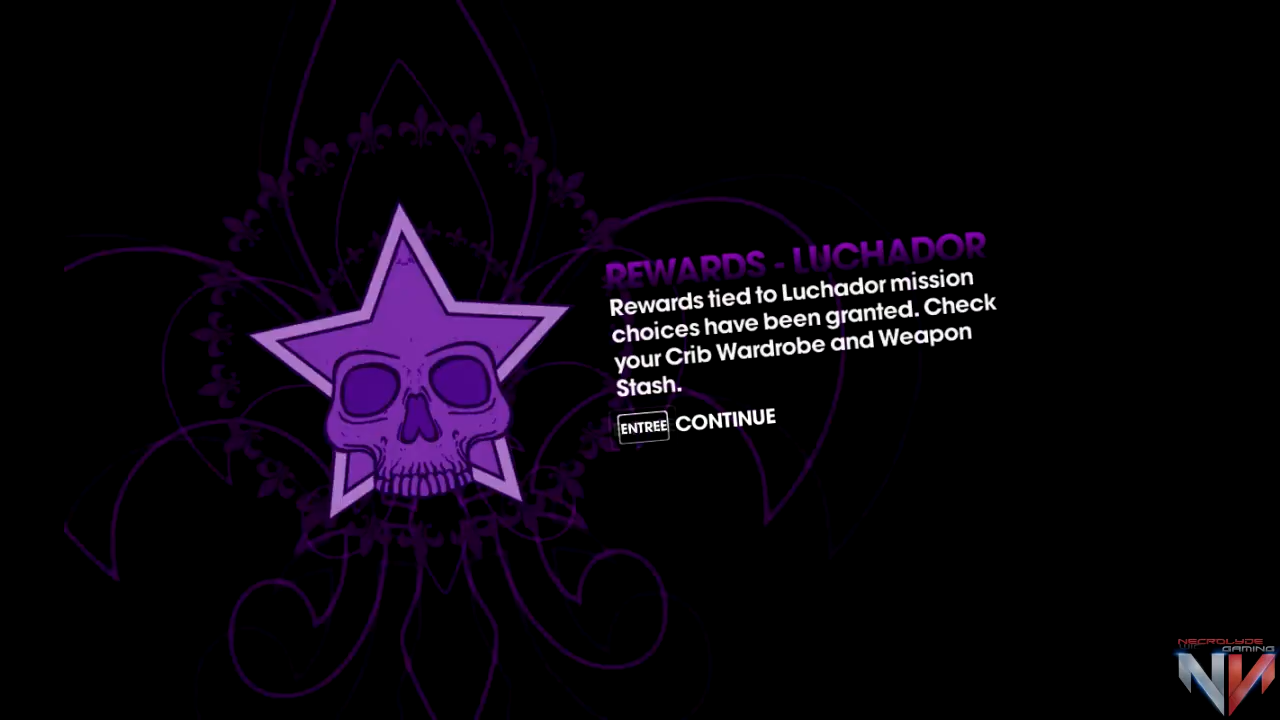 REWARDS - LUCHADOR
Rewards tied to Luchador mission
choices have been granted. Check
your Crib Wardrobe and Weapon
Stash.
ENTREE CONTINUE
NECROLYDE
GAMING